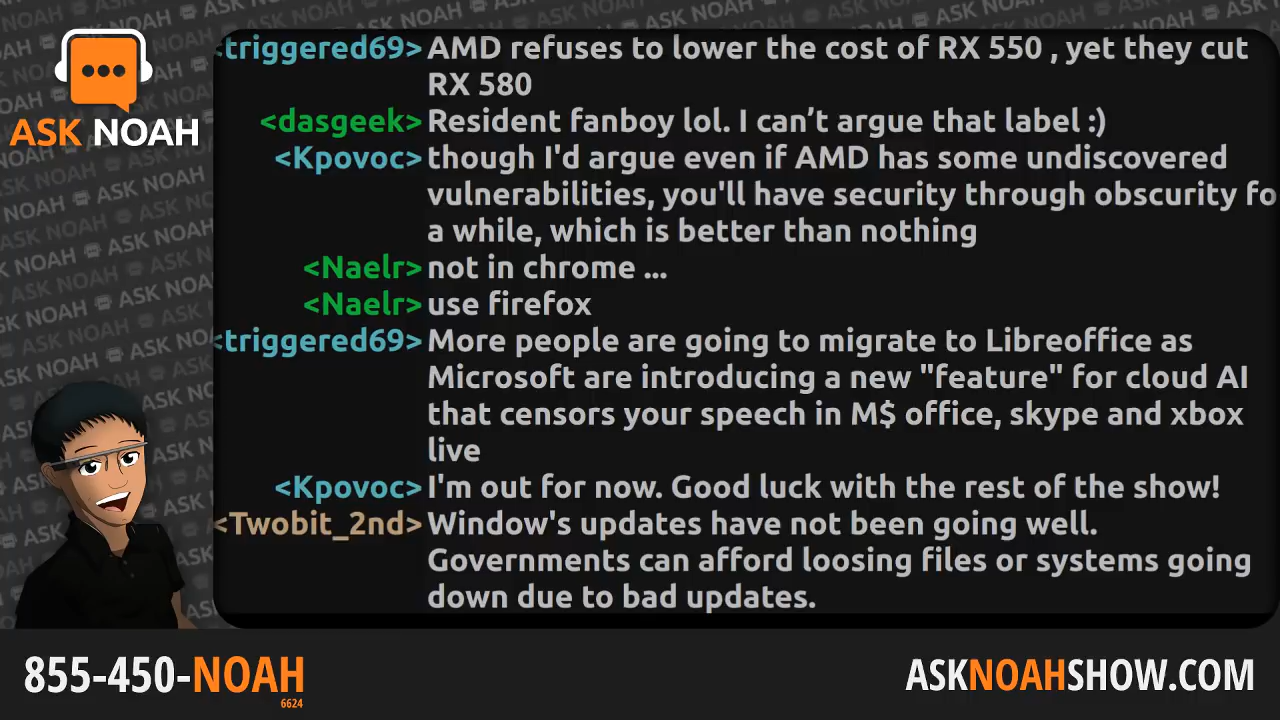 ASK NOAH
<triggered69> AMD refuses to lower the cost of RX 550 , yet they cut
RX 580
<dasgeek> Resident fanboy lol. I can’t argue that label :)
<Kpovoc> though I'd argue even if AMD has some undiscovered
vulnerabilities, you'll have security through obscurity fo
a while, which is better than nothing
<Naelr> not in chrome ...
<Naelr> use firefox
<triggered69> More people are going to migrate to Libreoffice as
Microsoft are introducing a new "feature" for cloud AI
that censors your speech in M$ office, skype and xbox
live
<Kpovoc> I'm out for now. Good luck with the rest of the show!
<Twobit_2nd> Window's updates have not been going well.
Governments can afford loosing files or systems going
down due to bad updates.
855-450-NOAH
6624
ASKNOAHSHOW.COM